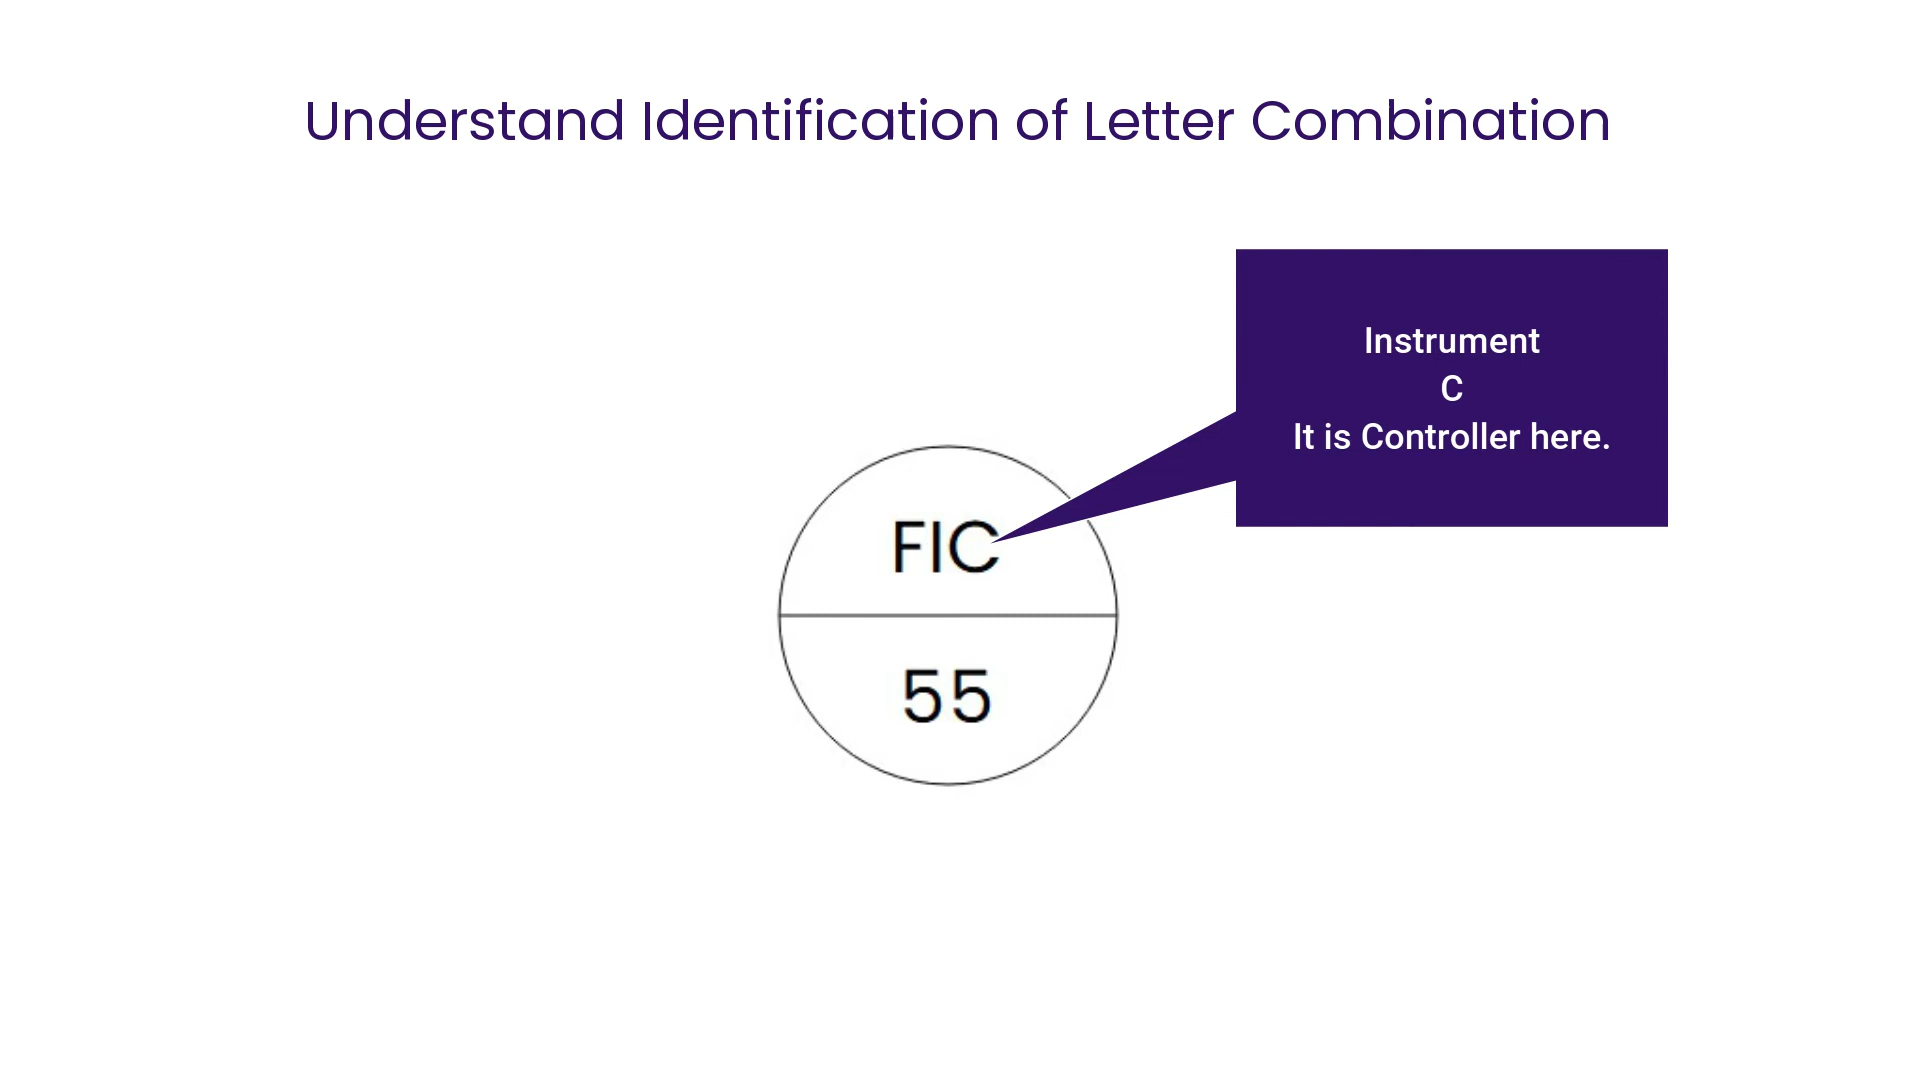 Understand Identification of Letter Combination
Instrument
C
It is Controller here.
FIC
55